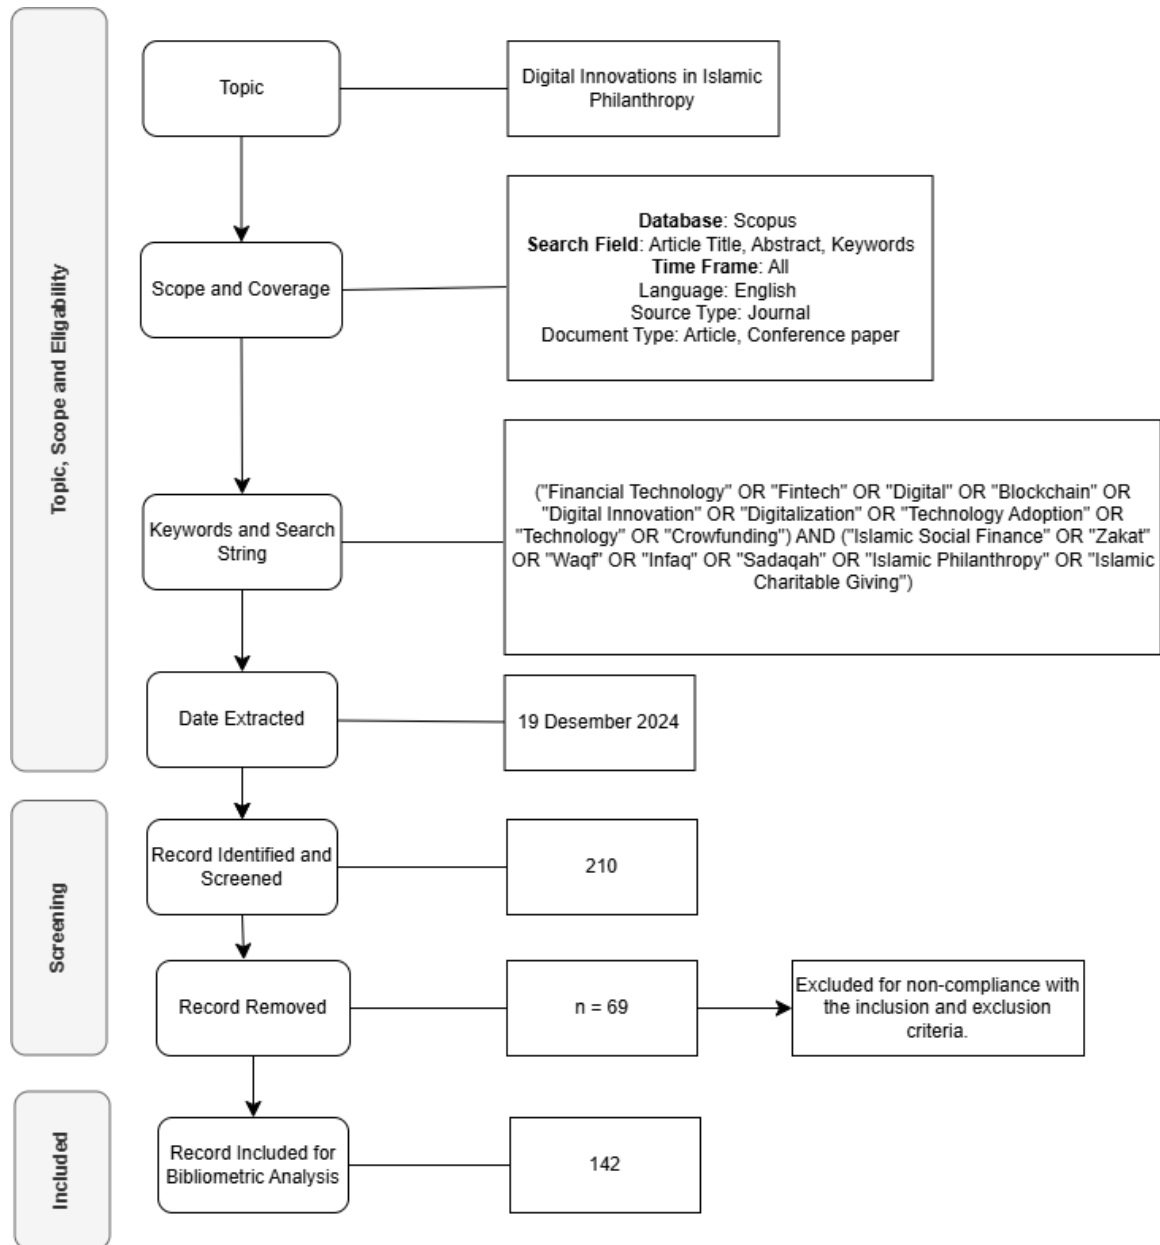 Topic, Scope and Eligability
Topic
Digital Innovations in Islamic
Philanthropy
Scope and Coverage
Database: Scopus
Search Field: Article Title, Abstract, Keywords
Time Frame: All
Language: English
Source Type: Journal
Document Type: Article, Conference paper
Keywords and Search
String
("Financial Technology" OR "Fintech" OR "Digital" OR "Blockchain" OR
"Digital Innovation" OR "Digitalization" OR "Technology Adoption" OR
"Technology" OR "Crowfunding") AND ("Islamic Social Finance" OR "Zakat"
OR "Waqf" OR "Infaq" OR "Sadaqah" OR "Islamic Philanthropy" OR "Islamic
Charitable Giving")
Date Extracted
19 Desember 2024
Screening
Record Identified and
Screened
210
Record Removed
n = 69
Excluded for non-compliance with
the inclusion and exclusion
criteria.
Included
Record Included for
Bibliometric Analysis
142